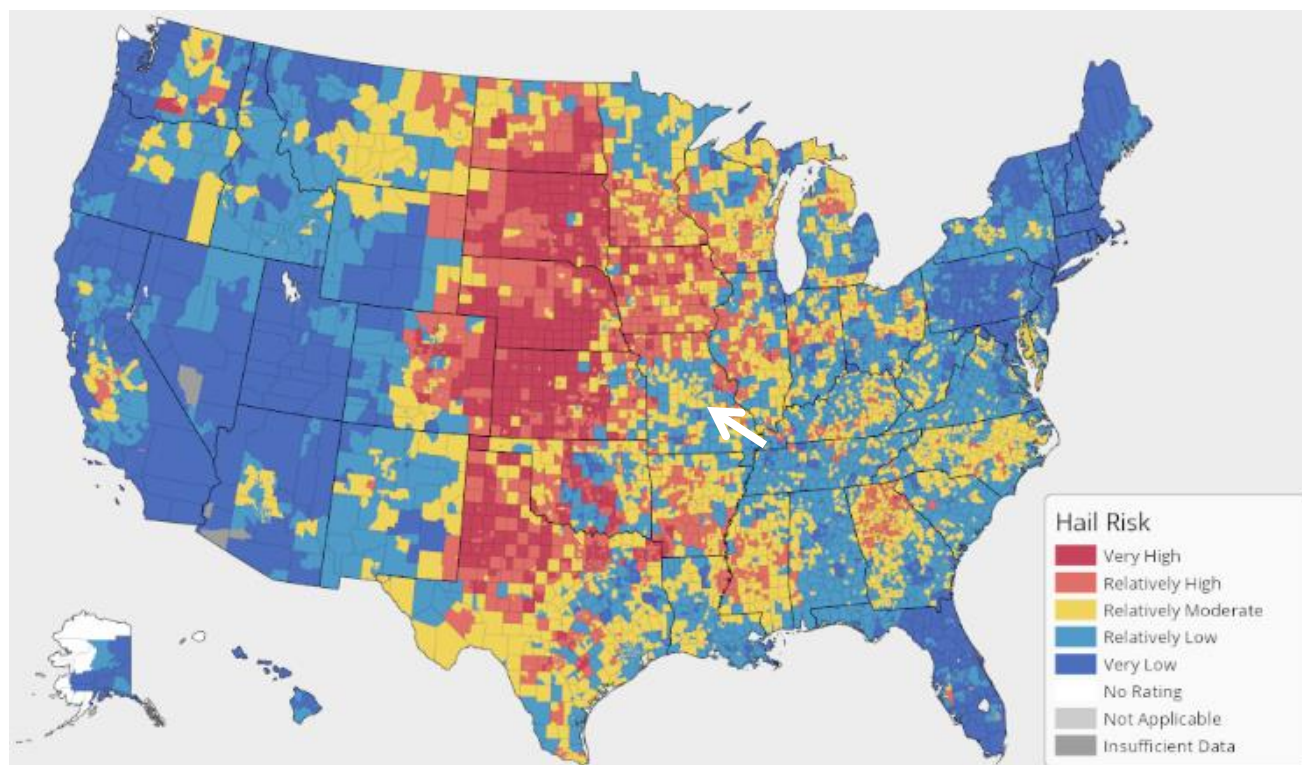 Hail Risk
Very High
Relatively High
Relatively Moderate
Relatively Low
Very Low
No Rating
Not Applicable
Insufficient Data